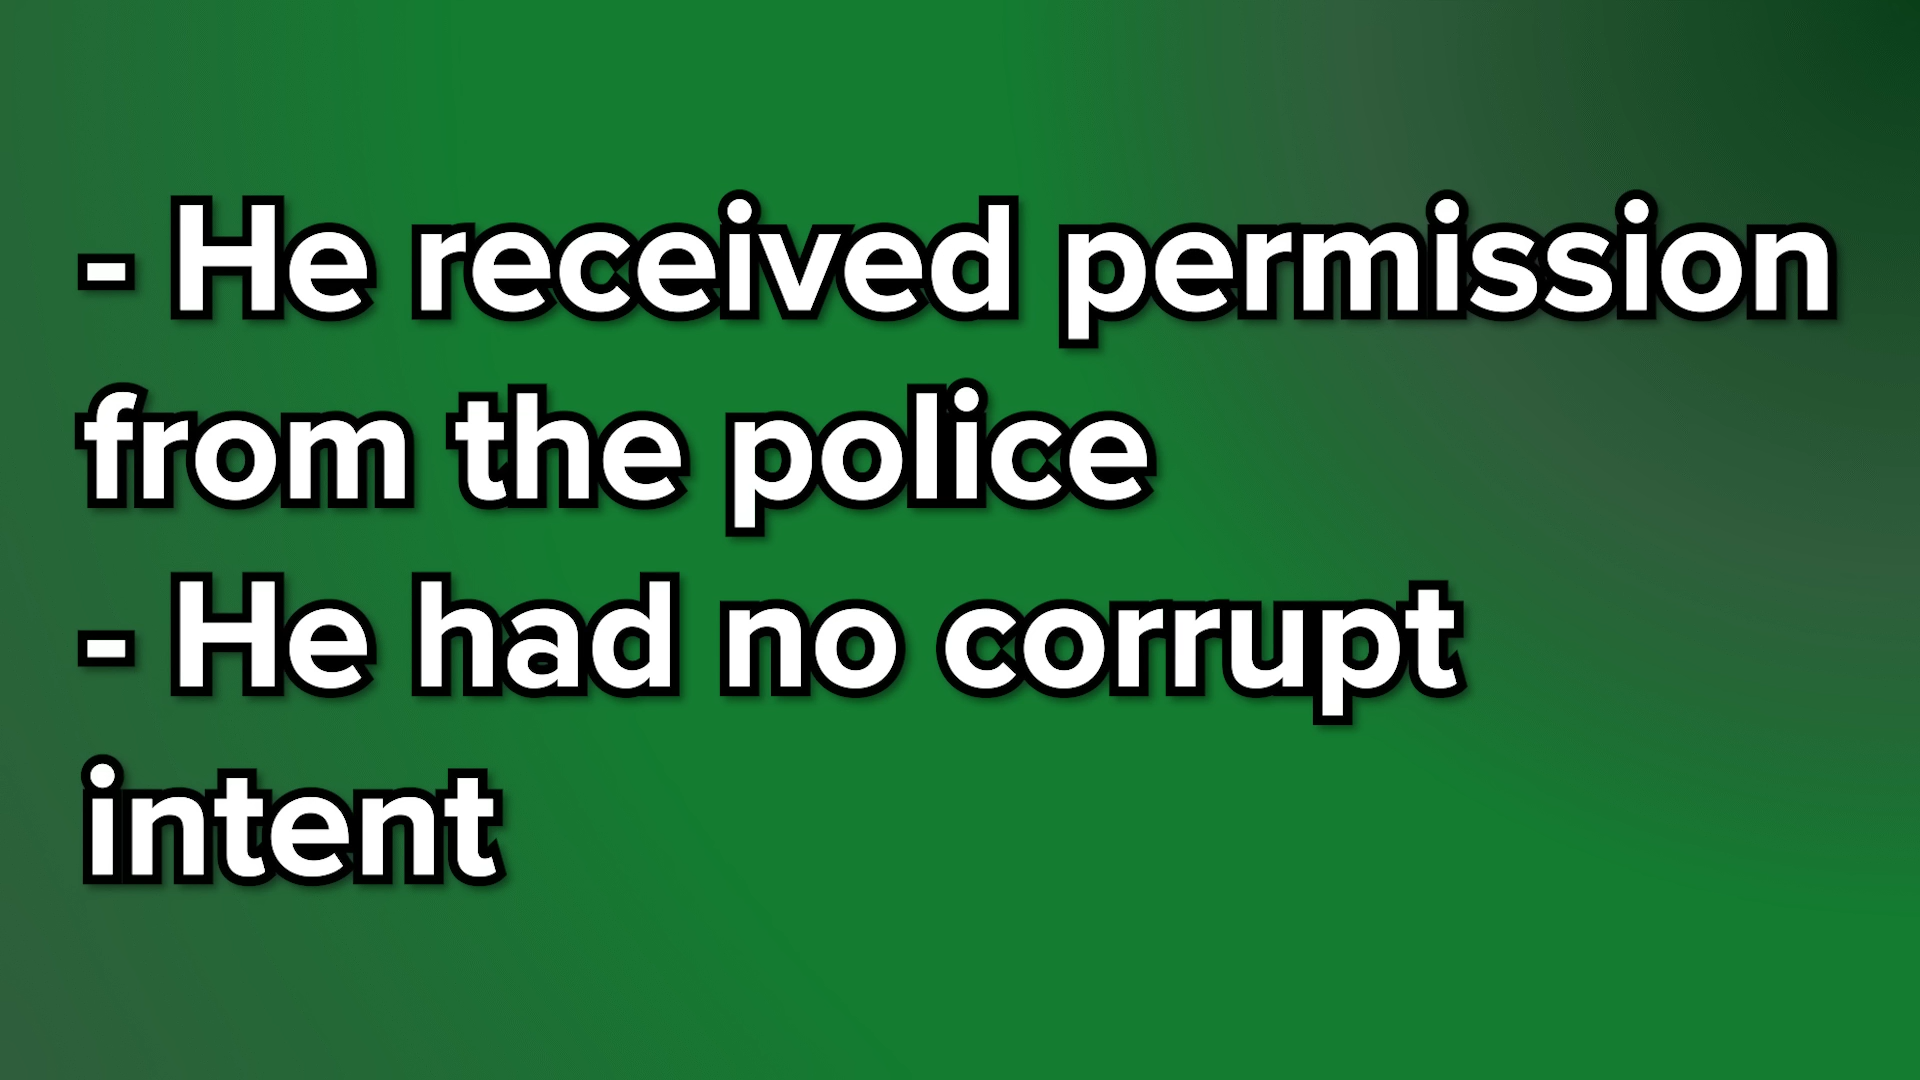 - He received permission
from the police
- He had no corrupt
intent